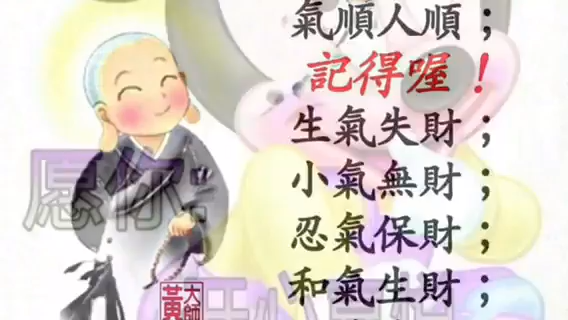 氣順人順；
記得喔！
生氣失財；
小氣無財；
忍氣保財；
和氣生財；
愿你:
大師
黃